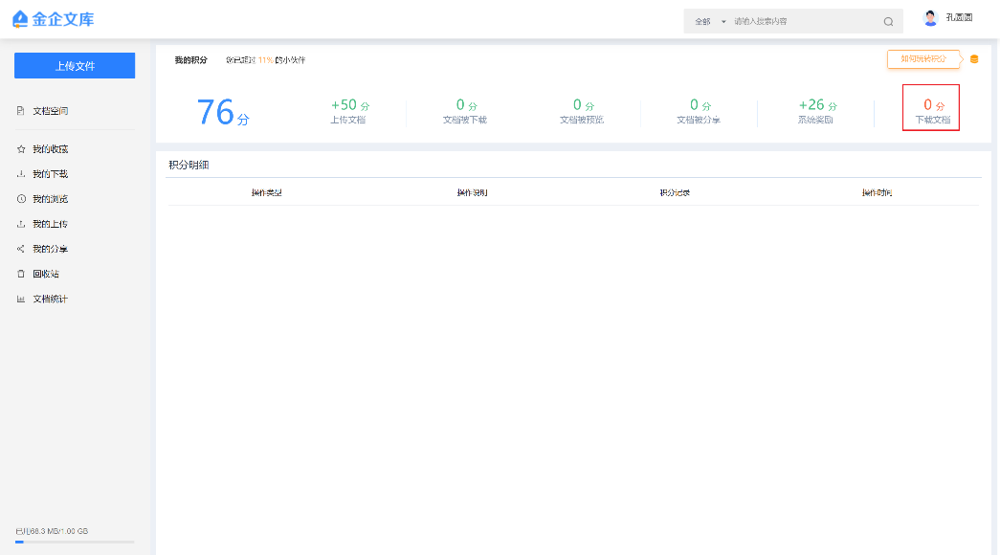 金企文库
全部 请输入搜索内容
孔圆圆
上传文件
文档空间
我的收藏
我的下载
我的浏览
我的上传
我的分享
回收站
文档统计
已用68.3 MB/1.00 GB
我的积分 您已超过 11% 的小伙伴
如何玩转积分
76分
+50 分
上传文档
0 分
文档被下载
0 分
文档被预览
0 分
文档被分享
+26 分
系统奖励
0 分
下载文档
积分明细
操作类型 操作说明 积分记录 操作时间